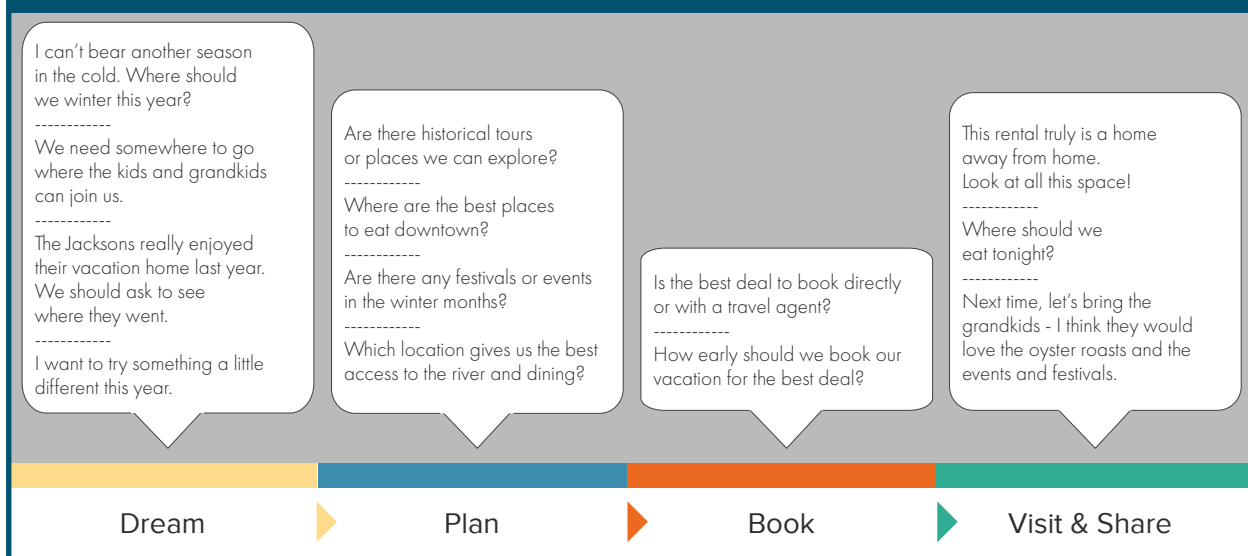 I can't bear another season
in the cold. Where should
we winter this year?
------------
We need somewhere to go
where the kids and grandkids
can join us.
------------
The Jacksons really enjoyed
their vacation home last year.
We should ask to see
where they went.
------------
I want to try something a little
different this year.
Are there historical tours
or places we can explore?
------------
Where are the best places
to eat downtown?
------------
Are there any festivals or events
in the winter months?
------------
Which location gives us the best
access to the river and dining?
Is the best deal to book directly
or with a travel agent?
------------
How early should we book our
vacation for the best deal?
This rental truly is a home
away from home.
Look at all this space!
------------
Where should we
eat tonight?
------------
Next time, let's bring the
grandkids - I think they would
love the oyster roasts and the
events and festivals.
Dream
Plan
Book
Visit & Share